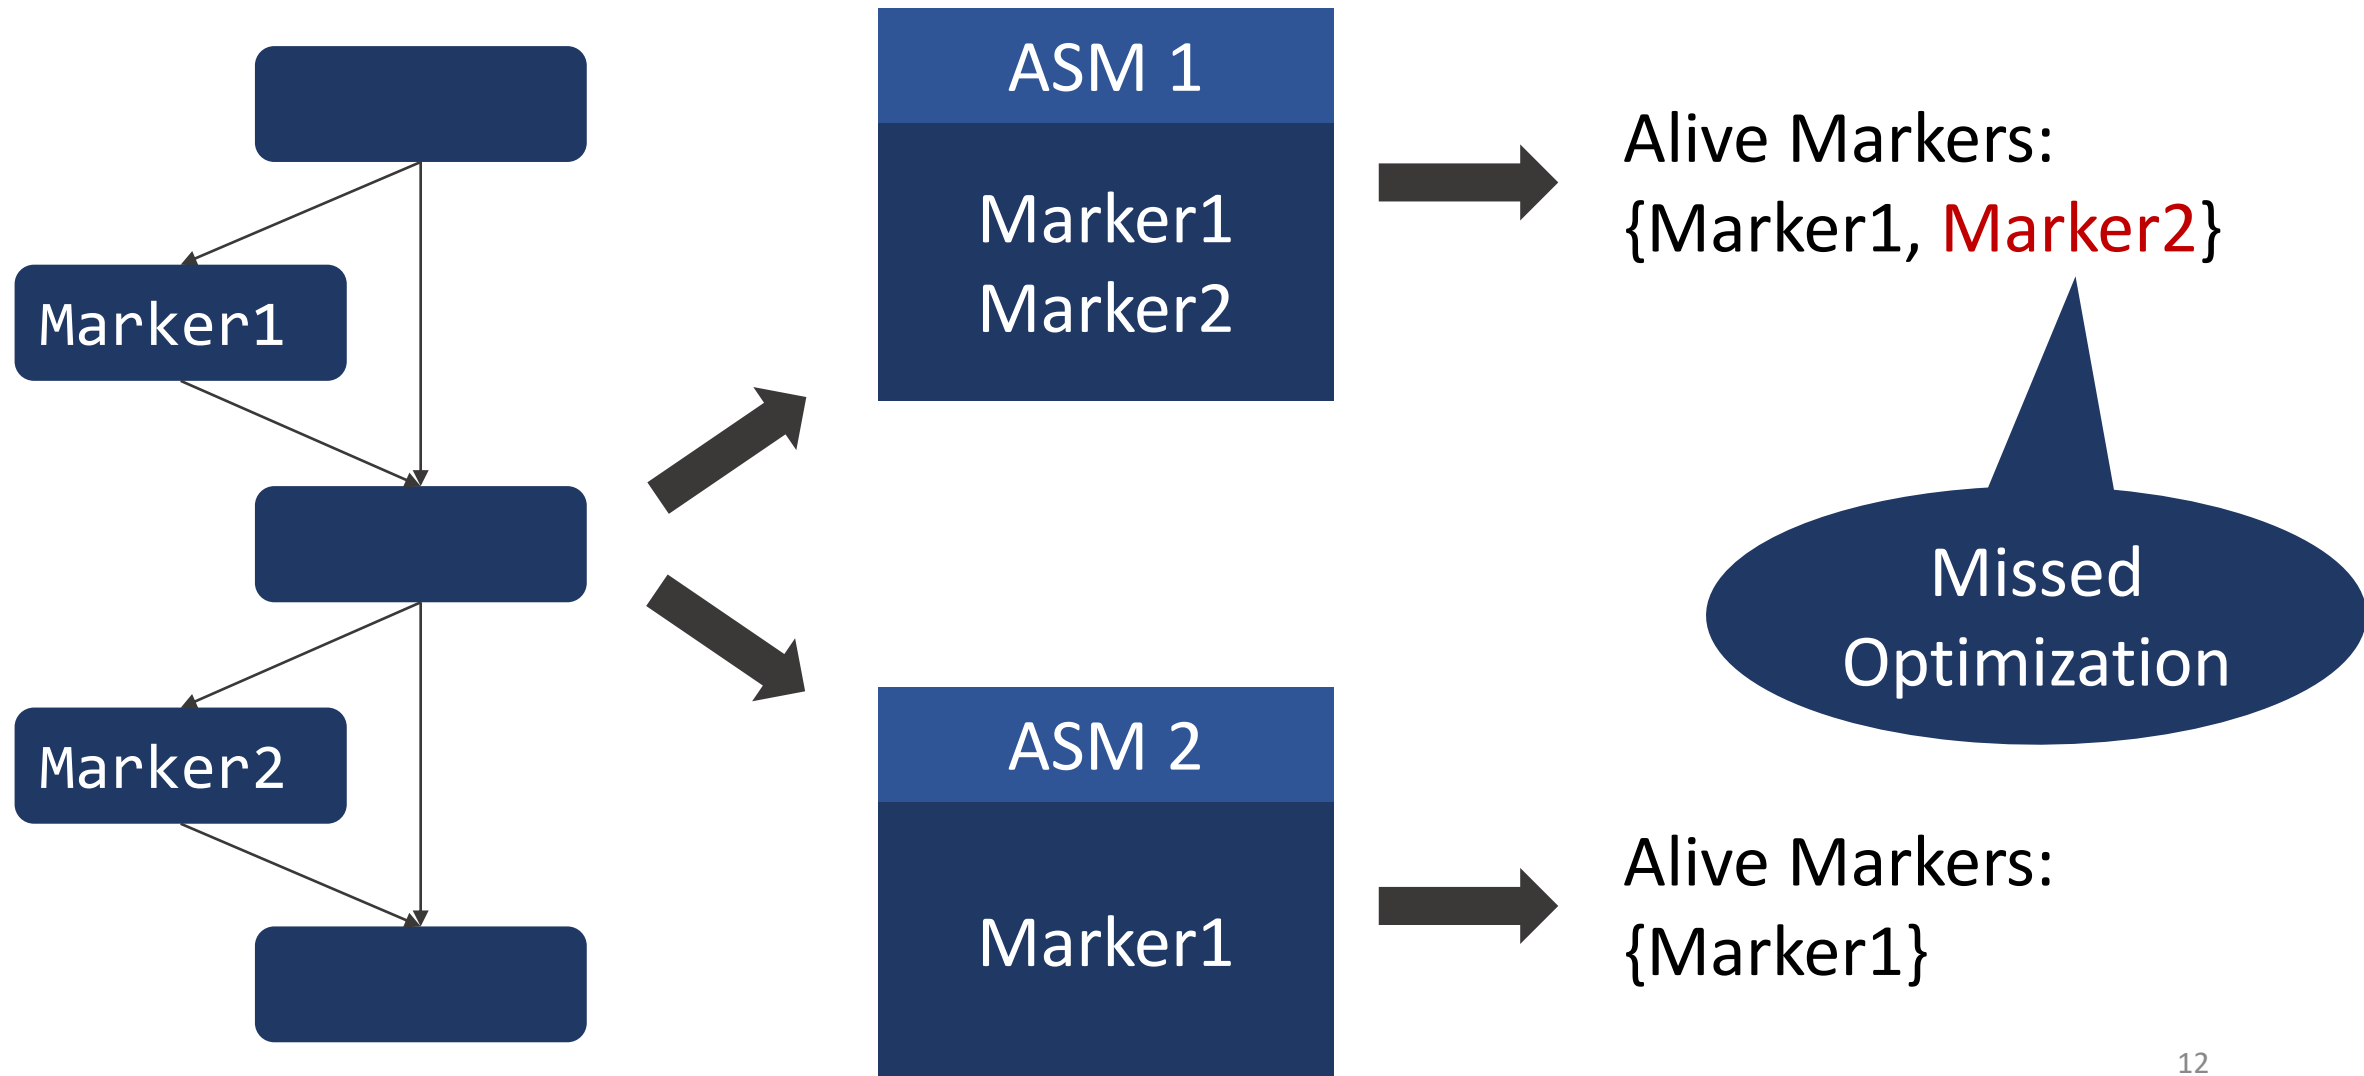 Marker1
Marker2
ASM 1
Marker1
Marker2
ASM 2
Marker1
Alive Markers:
{Marker1, Marker2}
Missed
Optimization
Alive Markers:
{Marker1}
12